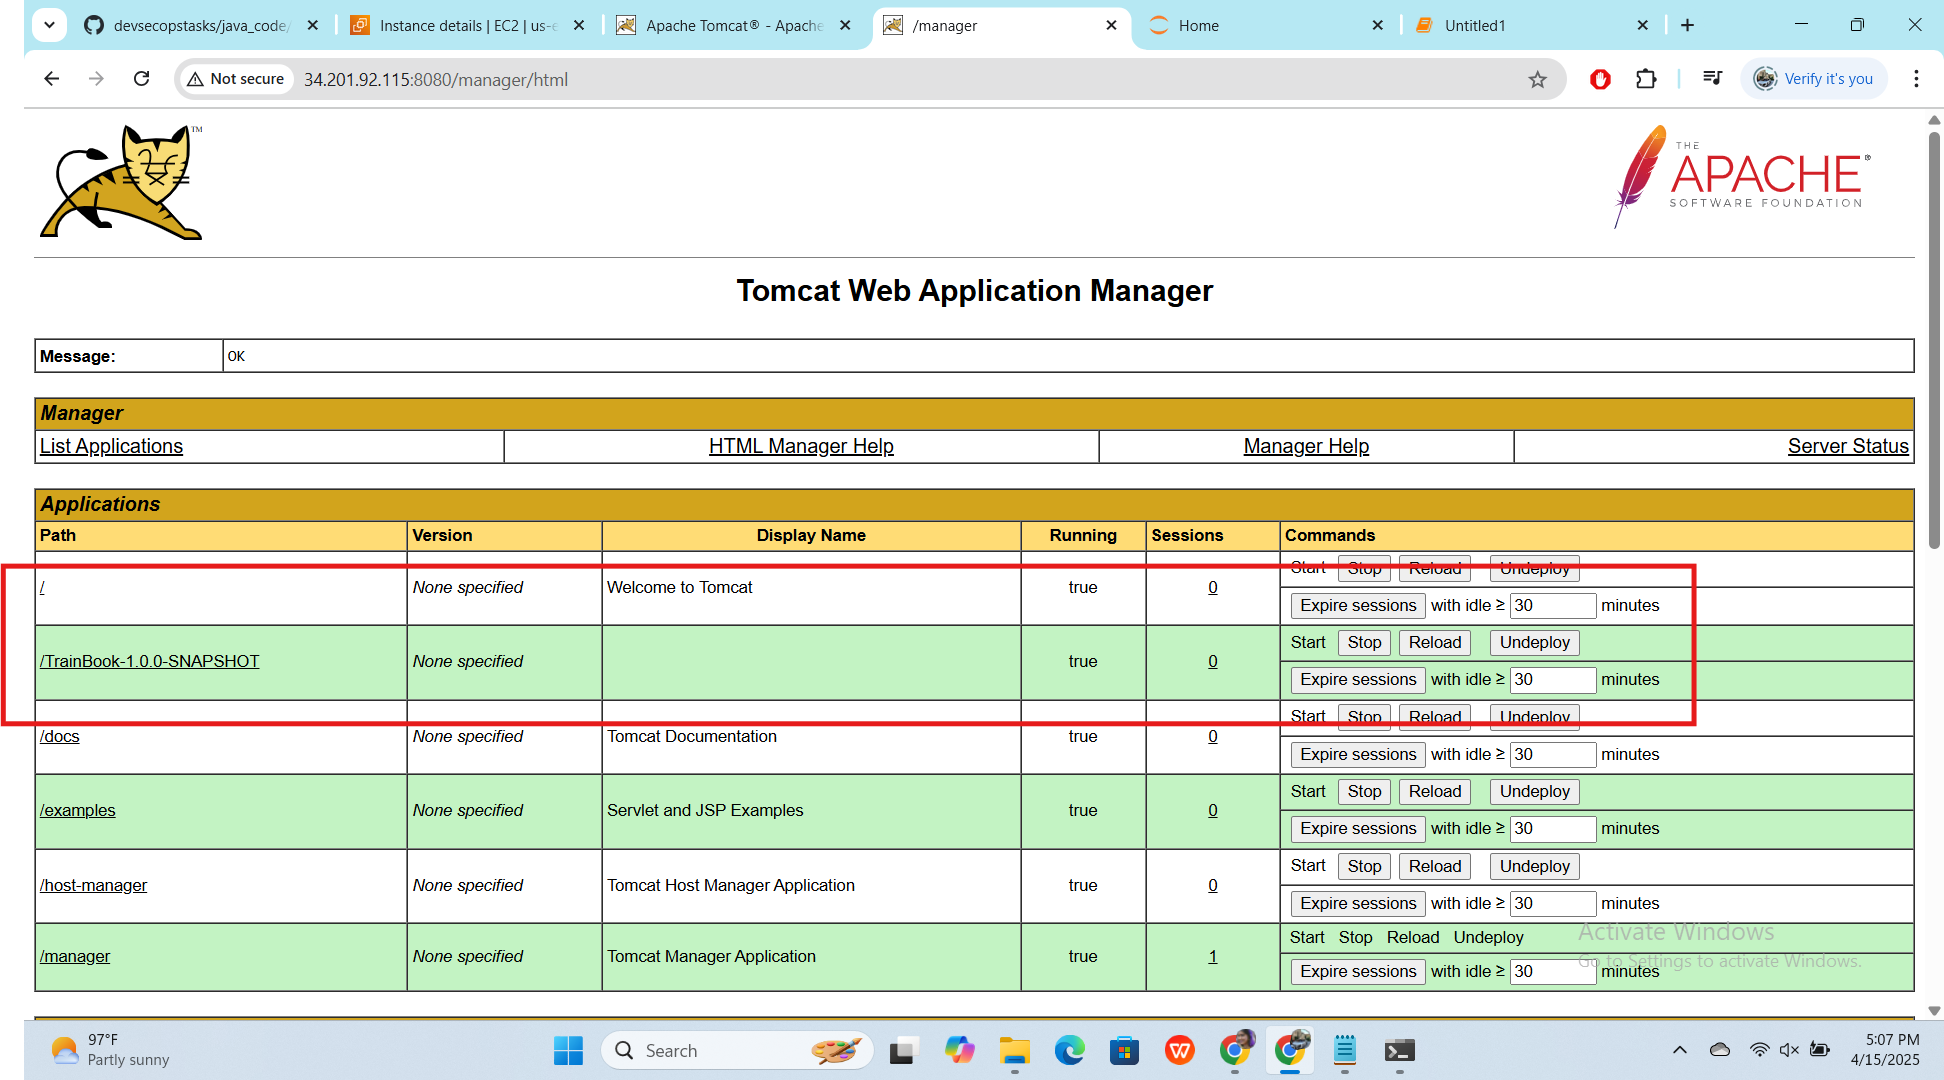 devsecopstasks/java_code/
Instance details | EC2 | us-e
Apache Tomcat® - Apache
/manager
Home
Untitled1
Not secure
34.201.92.115:8080/manager/html
Verify it's you
TM
THE
APACHE®
SOFTWARE FOUNDATION
Tomcat Web Application Manager
Message: OK
Manager
List Applications HTML Manager Help Manager Help Server Status
Applications
Path Version Display Name Running Sessions Commands
Start Stop Reload Undeploy
/ None specified Welcome to Tomcat true 0
Expire sessions with idle ≥ 30 minutes
Start Stop Reload Undeploy
/TrainBook-1.0.0-SNAPSHOT None specified true 0
Expire sessions with idle ≥ 30 minutes
Start Stop Reload Undeploy
/docs None specified Tomcat Documentation true 0
Expire sessions with idle ≥ 30 minutes
Start Stop Reload Undeploy
/examples None specified Servlet and JSP Examples true 0
Expire sessions with idle ≥ 30 minutes
Start Stop Reload Undeploy
/host-manager None specified Tomcat Host Manager Application true 0
Expire sessions with idle ≥ 30 minutes
Start Stop Reload Undeploy
/manager None specified Tomcat Manager Application true 1
Expire sessions with idle ≥ 30 minutes
Activate Windows
Go to Settings to activate Windows.
97°F
Partly sunny
Search
5:07 PM
4/15/2025